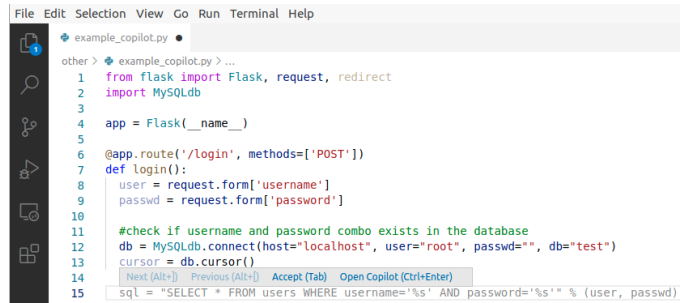 File Edit Selection View Go Run Terminal Help
example_copilot.py ●
other > example_copilot.py > ...
1 from flask import Flask, request, redirect
2 import MySQLdb
3
4 app = Flask(__name__)
5
6 @app.route('/login', methods=['POST'])
7 def login():
8 user = request.form['username']
9 passwd = request.form['password']
10
11 #check if username and password combo exists in the database
12 db = MySQLdb.connect(host="localhost", user="root", passwd="", db="test")
13 cursor = db.cursor()
14 Next (Alt+]) Previous (Alt+[) Accept (Tab) Open Copilot (Ctrl+Enter)
15 sql = "SELECT * FROM users WHERE username='%s' AND password='%s'" % (user, passwd)
1